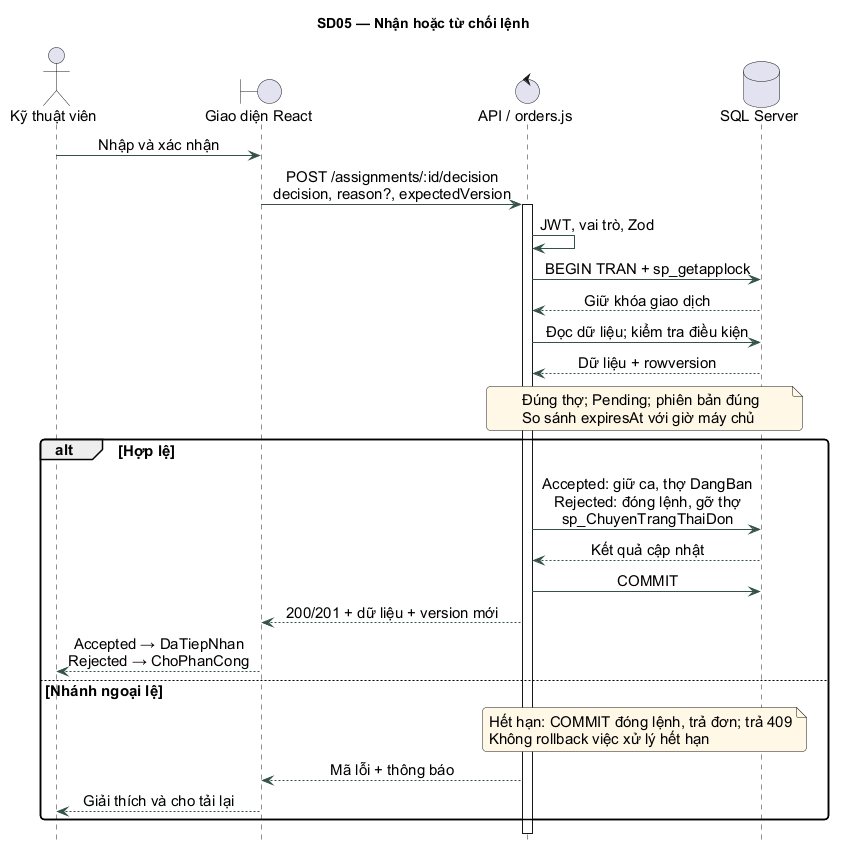 SD05 — Nhận hoặc từ chối lệnh
Kỹ thuật viên
Giao diện React
API / orders.js
SQL Server
Nhập và xác nhận
POST /assignments/:id/decision
decision, reason?, expectedVersion
JWT, vai trò, Zod
BEGIN TRAN + sp_getapplock
Giữ khóa giao dịch
Đọc dữ liệu; kiểm tra điều kiện
Dữ liệu + rowversion
Đúng thợ; Pending; phiên bản đúng
So sánh expiresAt với giờ máy chủ
alt
[Hợp lệ]
Accepted: giữ ca, thợ DangBan
Rejected: đóng lệnh, gỡ thợ
sp_ChuyenTrangThaiDon
Kết quả cập nhật
COMMIT
200/201 + dữ liệu + version mới
Accepted → DaTiepNhan
Rejected → ChoPhanCong
[Nhánh ngoại lệ]
Hết hạn: COMMIT đóng lệnh, trả đơn; trả 409
Không rollback việc xử lý hết hạn
Mã lỗi + thông báo
Giải thích và cho tải lại